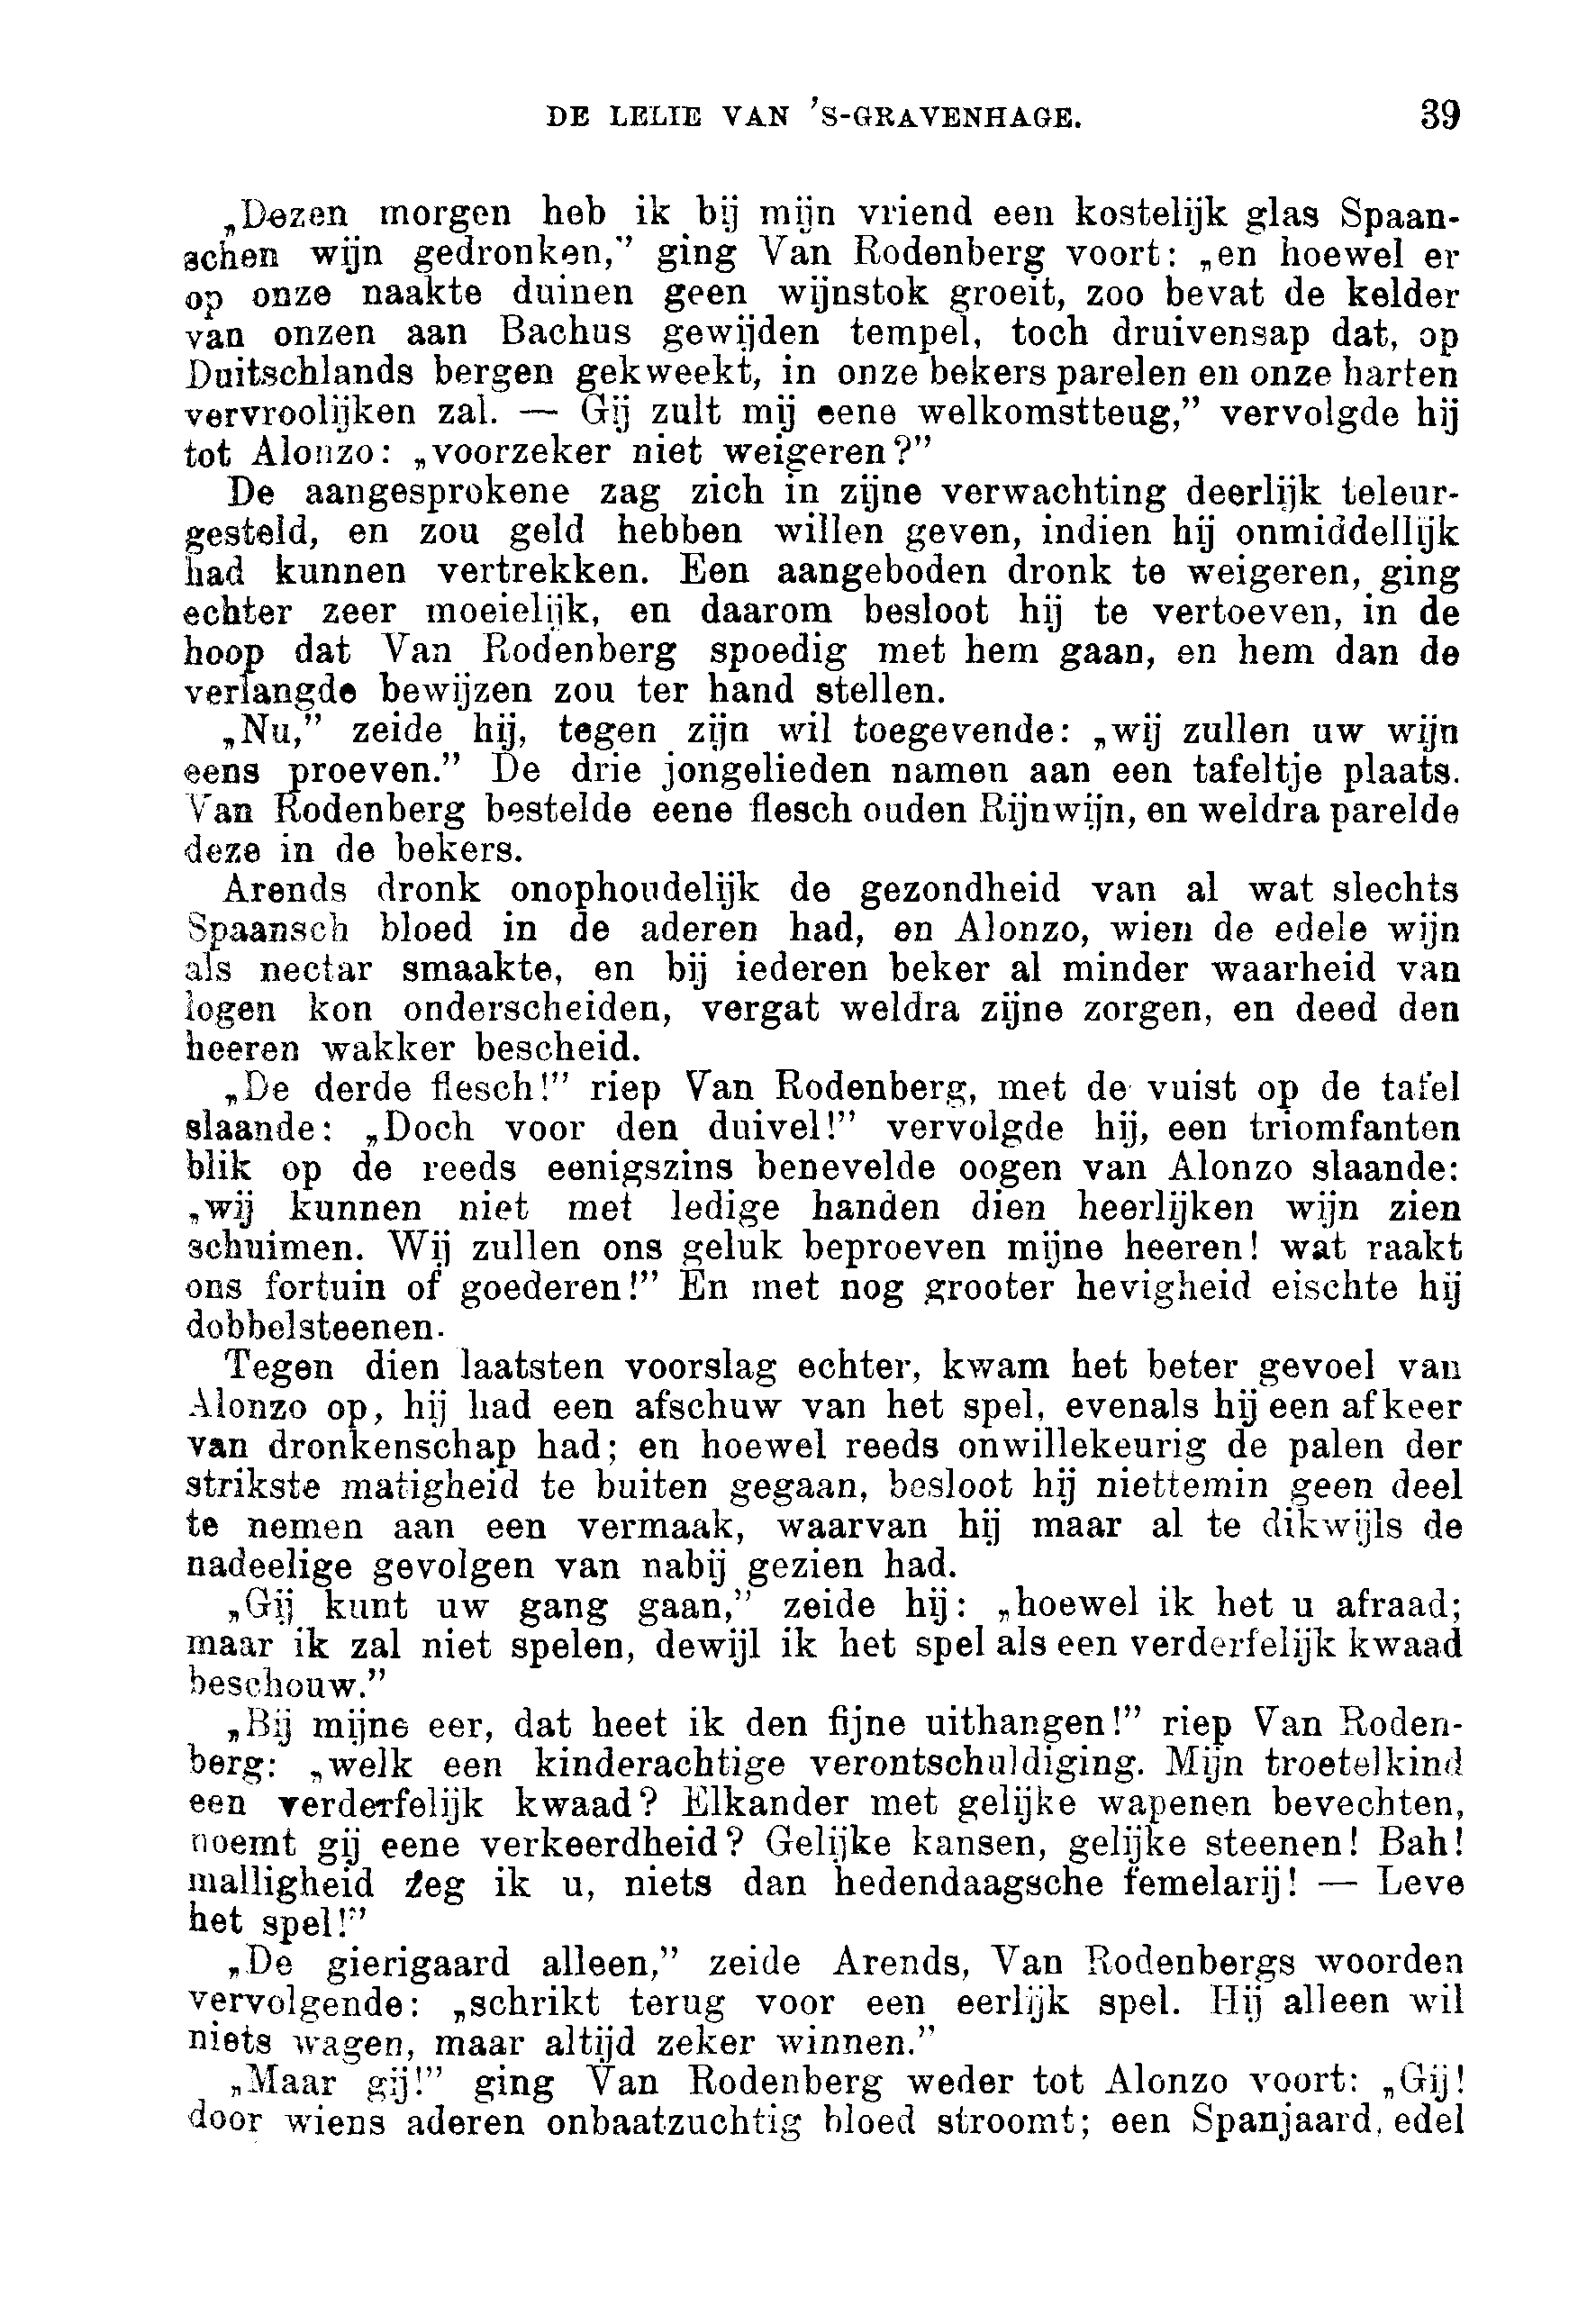 DE LELIE VAN 'S-GRAVENHAGE. 39
„Dezen morgen heb ik bij mijn vriend een kostelijk glas Spaan-
schen wijn gedronken,” ging Van Rodenberg voort: „en hoewel er
op onze naakte duinen geen wijnstok groeit, zoo bevat de kelder
van onzen aan Bachus gewijden tempel, toch druivensap dat, op
Duitschlands bergen gekweekt, in onze bekers parelen en onze harten
vervroolijken zal. — Gij zult mij eene welkomstteug,” vervolgde hij
tot Alonzo: „voorzeker niet weigeren?”
De aangesprokene zag zich in zijne verwachting deerlijk teleur-
gesteld, en zou geld hebben willen geven, indien hij onmiddellijk
had kunnen vertrekken. Een aangeboden dronk te weigeren, ging
echter zeer moeielijk, en daarom besloot hij te vertoeven, in de
hoop dat Van Rodenberg spoedig met hem gaan, en hem dan de
verlangde bewijzen zou ter hand stellen.
„Nu,” zeide hij, tegen zijn wil toegevende: „wij zullen uw wijn
eens proeven.” De drie jongelieden namen aan een tafeltje plaats.
Van Rodenberg bestelde eene flesch ouden Rijnwijn, en weldra parelde
deze in de bekers.
Arends dronk onophoudelijk de gezondheid van al wat slechts
Spaansch bloed in de aderen had, en Alonzo, wien de edele wijn
als nectar smaakte, en bij iederen beker al minder waarheid van
logen kon onderscheiden, vergat weldra zijne zorgen, en deed den
heeren wakker bescheid.
„De derde flesch!” riep Van Rodenberg, met de vuist op de tafel
slaande: „Doch voor den duivel!” vervolgde hij, een triomfanten
blik op de reeds eenigszins benevelde oogen van Alonzo slaande:
„wij kunnen niet met ledige handen dien heerlijken wijn zien
schuimen. Wij zullen ons geluk beproeven mijne heeren! wat raakt
ons fortuin of goederen!” En met nog grooter hevigheid eischte hij
dobbelsteenen.
Tegen dien laatsten voorslag echter, kwam het beter gevoel van
Alonzo op, hij had een afschuw van het spel, evenals hij een afkeer
van dronkenschap had; en hoewel reeds onwillekeurig de palen der
strikste matigheid te buiten gegaan, besloot hij niettemin geen deel
te nemen aan een vermaak, waarvan hij maar al te dikwijls de
nadeelige gevolgen van nabij gezien had.
„Gij kunt uw gang gaan,” zeide hij: „hoewel ik het u afraad;
maar ik zal niet spelen, dewijl ik het spel als een verderfelijk kwaad
beschouw.”
„Bij mijne eer, dat heet ik den fijne uithangen!” riep Van Roden-
berg: „welk een kinderachtige verontschuldiging. Mijn troetelkind
een verderfelijk kwaad? Elkander met gelijke wapenen bevechten,
noemt gij eene verkeerdheid? Gelijke kansen, gelijke steenen! Bah!
malligheid zeg ik u, niets dan hedendaagsche femelarij! — Leve
het spel!”
„De gierigaard alleen,” zeide Arends, Van Rodenbergs woorden
vervolgende: „schrikt terug voor een eerlijk spel. Hij alleen wil
niets wagen, maar altijd zeker winnen.”
„Maar gij!” ging Van Rodenberg weder tot Alonzo voort: „Gij!
door wiens aderen onbaatzuchtig bloed stroomt; een Spanjaard, edel